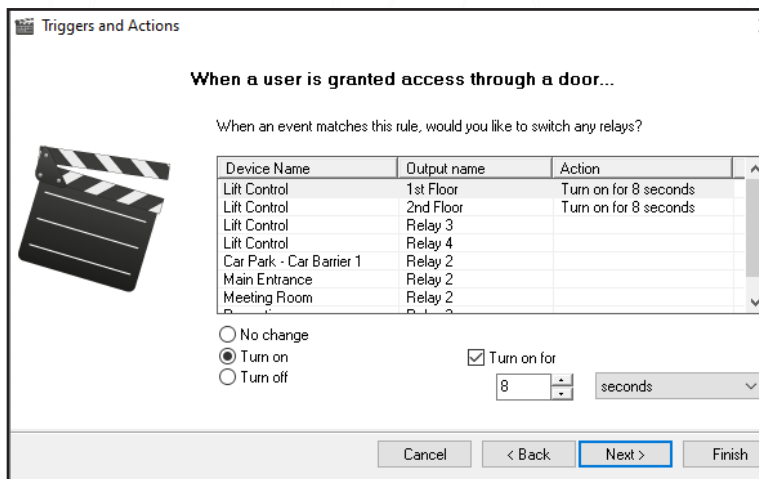 Triggers and Actions
When a user is granted access through a door...
When an event matches this rule, would you like to switch any relays?
Device Name Output name Action
Lift Control 1st Floor Turn on for 8 seconds
Lift Control 2nd Floor Turn on for 8 seconds
Lift Control Relay 3
Lift Control Relay 4
Car Park - Car Barrier 1 Relay 2
Main Entrance Relay 2
Meeting Room Relay 2
No change
Turn on
Turn off
Turn on for
8 seconds
Cancel < Back Next > Finish